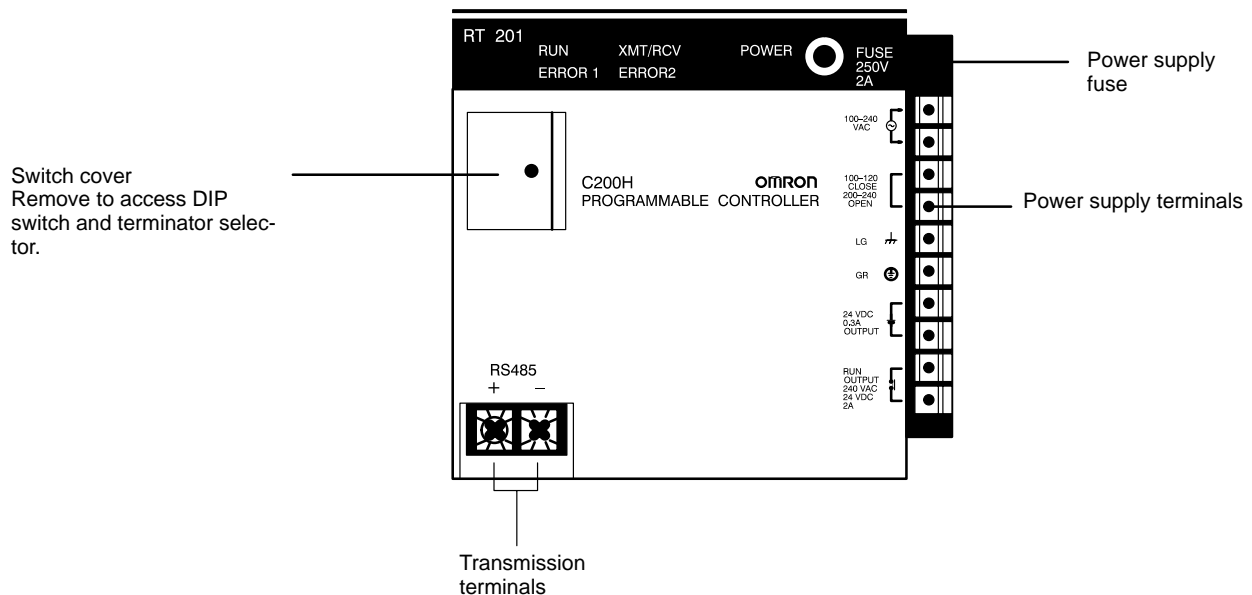 RT 201
RUN XMT/RCV POWER
ERROR 1 ERROR2
FUSE
250V
2A
Power supply
fuse
100–240
VAC
Switch cover
Remove to access DIP
switch and terminator selec-
tor.
C200H OMRON
PROGRAMMABLE CONTROLLER
100–120
CLOSE
200–240
OPEN
Power supply terminals
LG
GR
24 VDC
0.3A
OUTPUT
RUN
OUTPUT
240 VAC
24 VDC
2A
RS485
+ –
Transmission
terminals